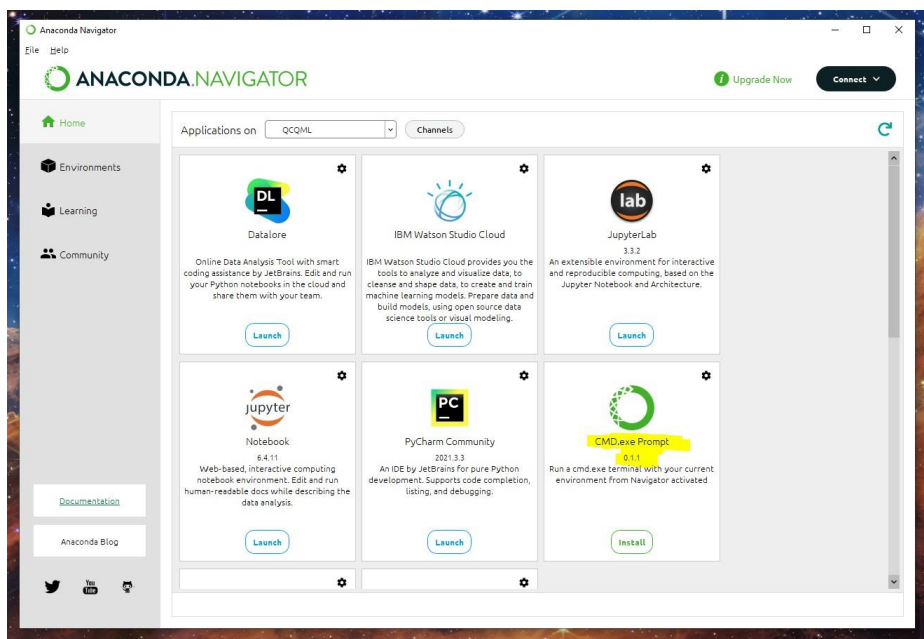 Anaconda Navigator
File Help
ANACONDA.NAVIGATOR
Upgrade Now
Connect
Home
Environments
Learning
Community
Documentation
Anaconda Blog
You
Tube
Applications on QCQML Channels
DL
Datalore
Online Data Analysis Tool with smart
coding assistance by JetBrains. Edit and run
your Python notebooks in the cloud and
share them with your team.
Launch
IBM Watson Studio Cloud
IBM Watson Studio Cloud provides you the
tools to analyze and visualize data, to
cleanse and shape data, to create and train
machine learning models. Prepare data and
build models, using open source data
science tools or visual modeling.
Launch
lab
JupyterLab
3.3.2
An extensible environment for interactive
and reproducible computing, based on the
Jupyter Notebook and Architecture.
Launch
jupyter
Notebook
6.4.11
Web-based, interactive computing
notebook environment. Edit and run
human-readable docs while describing the
data analysis.
Launch
PC
PyCharm Community
2021.3.3
An IDE by JetBrains for pure Python
development. Supports code completion,
listing, and debugging.
Launch
CMD.exe Prompt
0.1.1
Run a cmd.exe terminal with your current
environment from Navigator activated
Install